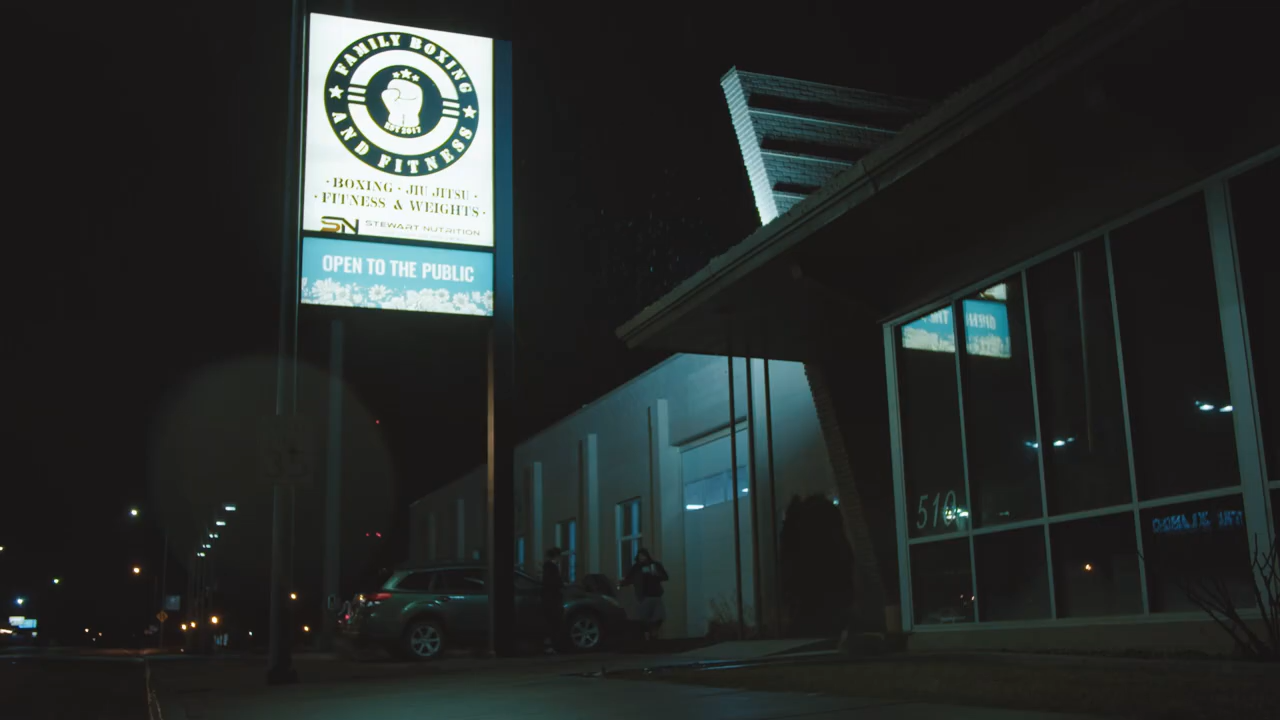 FAMILY BOXING
AND FITNESS
EST 2017
· BOXING · JIU JITSU ·
· FITNESS & WEIGHTS ·
SN STEWART NUTRITION
OPEN TO THE PUBLIC
510